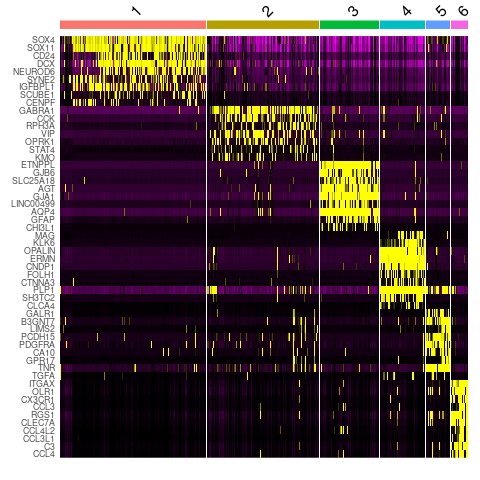 1 2 3 4 5 6
SOX4
SOX11
CD24
DCX
NEUROD6
SYNE2
IGFBPL1
SCUBE1
CENPF
GABRA1
CCK
RPH3A
VIP
OPRK1
STAT4
KMO
ETNPPL
GJB6
SLC25A18
AGT
GJA1
LINC00499
AQP4
GFAP
CHI3L1
MAG
KLK6
OPALIN
ERMN
CNDP1
FOLH1
CTNNA3
PLP1
SH3TC2
CLCA4
GALR1
B3GNT7
LIMS2
PCDH15
PDGFRA
CA10
GPR17
TNR
TGFA
ITGAX
OLR1
CX3CR1
CCL3
RGS1
CLEC7A
CCL4L2
CCL3L1
C3
CCL4